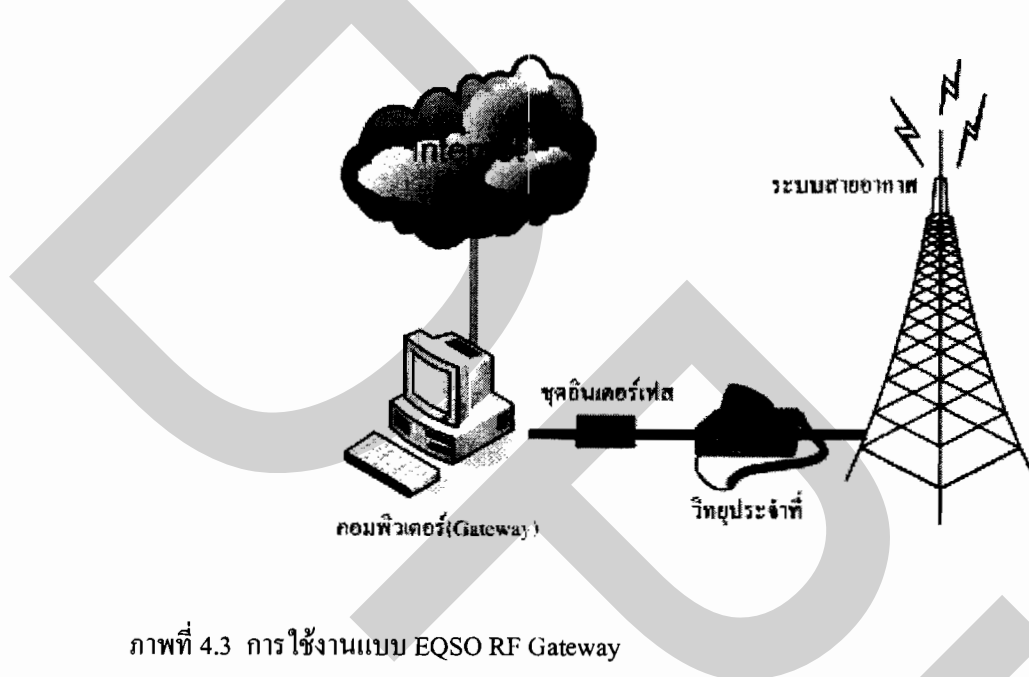 Internet
ระบบสายอากาศ
ชุดอินเตอร์เฟส
วิทยุประจำที่
คอมพิวเตอร์(Gateway)
ภาพที่ 4.3 การใช้งานแบบ EQSO RF Gateway